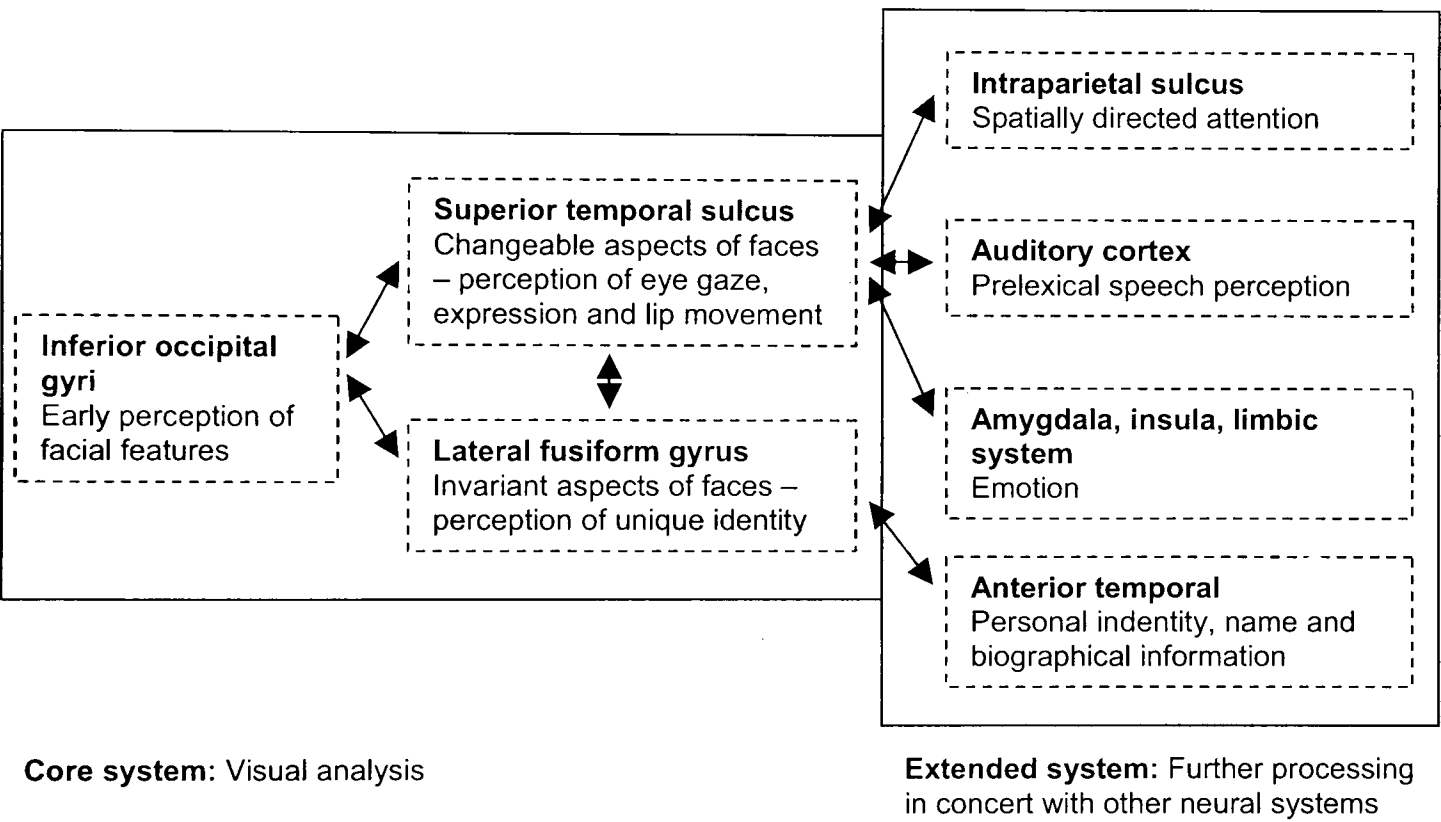 Inferior occipital
gyri
Early perception of
facial features
Superior temporal sulcus
Changeable aspects of faces
– perception of eye gaze,
expression and lip movement
Lateral fusiform gyrus
Invariant aspects of faces –
perception of unique identity
Intraparietal sulcus
Spatially directed attention
Auditory cortex
Prelexical speech perception
Amygdala, insula, limbic
system
Emotion
Anterior temporal
Personal indentity, name and
biographical information
Core system: Visual analysis
Extended system: Further processing
in concert with other neural systems